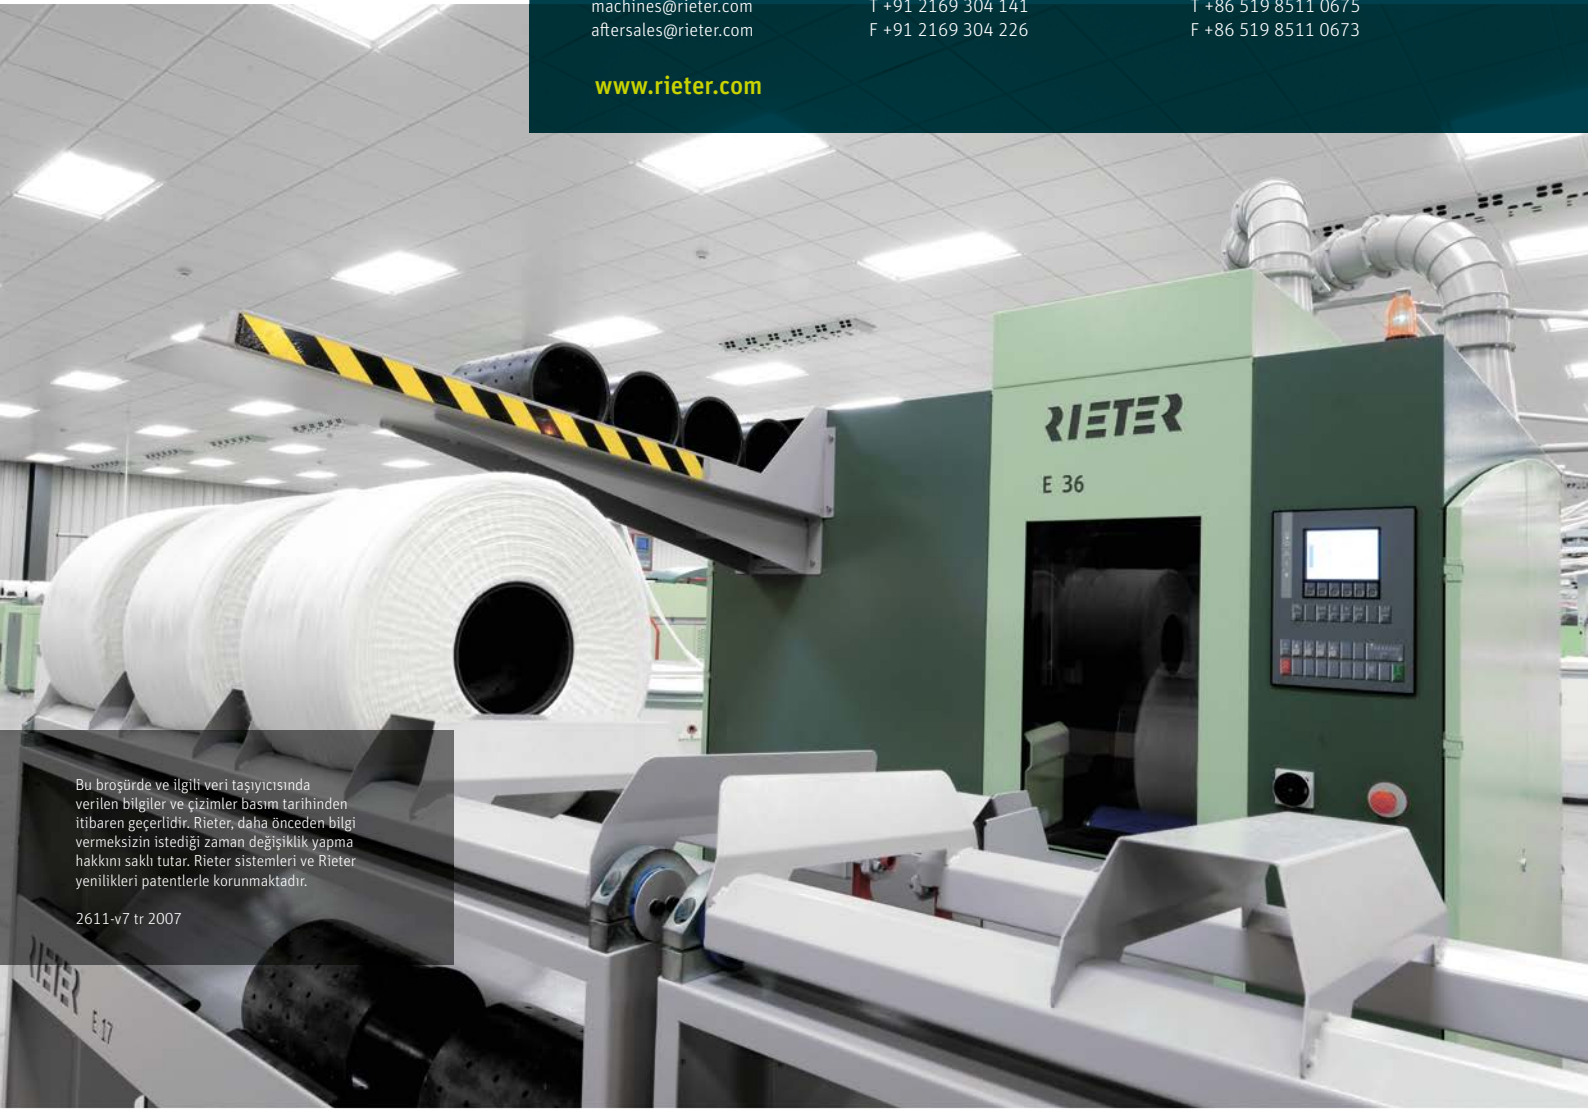 machines@rieter.com
T +91 2169 304 141
T +86 519 8511 0675
aftersales@rieter.com
F +91 2169 304 226
F +86 519 8511 0673
www.rieter.com
RIETER
E 36
Bu broşürde ve ilgili veri taşıyıcısında
verilen bilgiler ve çizimler basım tarihinden
itibaren geçerlidir. Rieter, daha önceden bilgi
vermeksizin istediği zaman değişiklik yapma
hakkını saklı tutar. Rieter sistemleri ve Rieter
yenilikleri patentlerle korunmaktadır.
2611-v7 tr 2007
RIETER
E 17